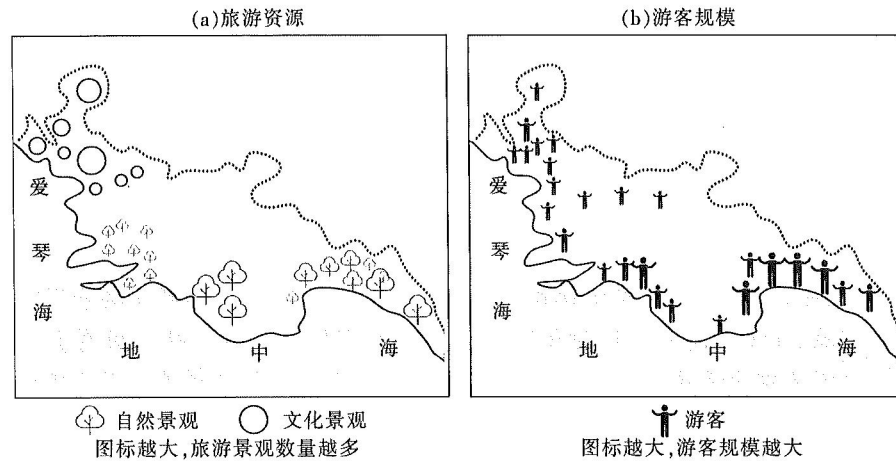 (a)旅游资源
(b)游客规模
爱琴海
地中海
爱琴海
地中海
自然景观
文化景观
图标越大,旅游景观数量越多
游客
图标越大,游客规模越大